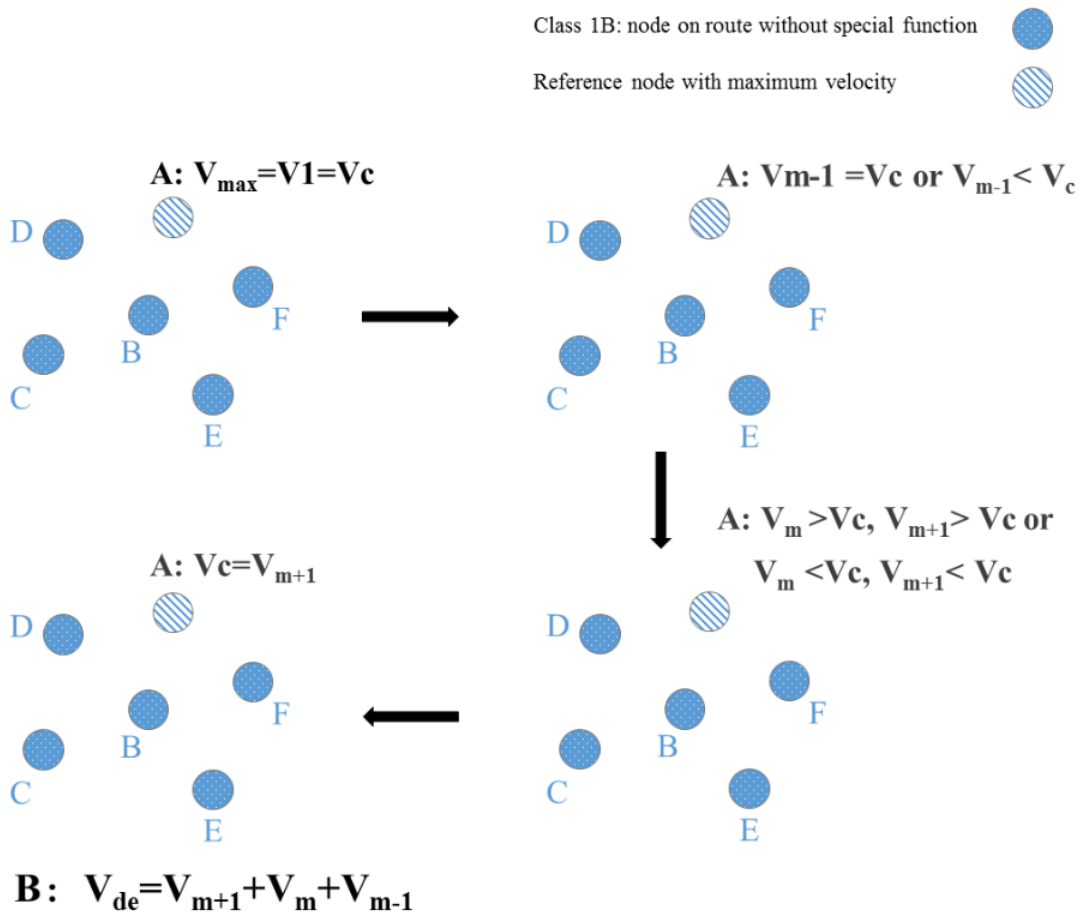 Class 1B: node on route without special function
Reference node with maximum velocity
A: Vmax=V1=Vc
D
F
B
C
E
A: Vm-1 =Vc or Vm-1< Vc
D
F
B
C
E
A: Vm >Vc, Vm+1> Vc or
Vm <Vc, Vm+1< Vc
D
F
B
C
E
A: Vc=Vm+1
D
F
B
C
E
B: Vde=Vm+1+Vm+Vm-1